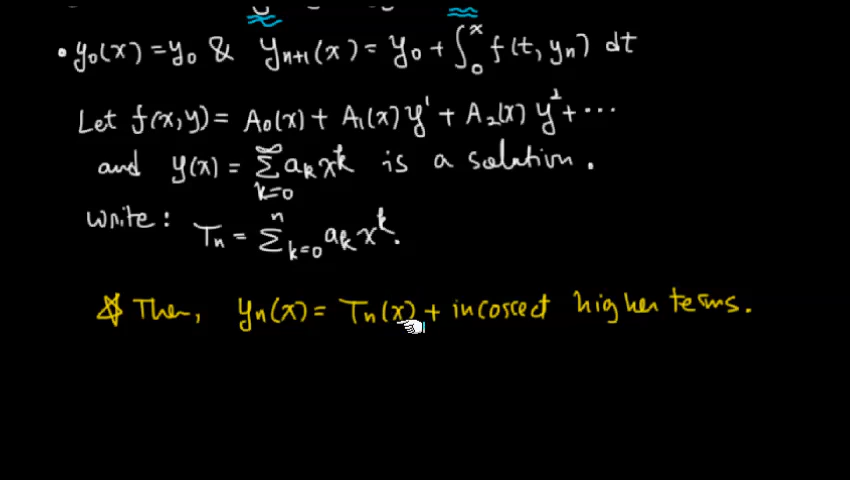 • y₀(x) = y₀ & yₙ₊₁(x) = y₀ + ∫₀ˣ f(t, yₙ) dt
Let f(x,y) = A₀(x) + A₁(x) y¹ + A₂(x) y² + ...
and y(x) = ∑_{k=0}^{∞} aₖxᵏ is a solution.
write: Tₙ = ∑_{k=0}^{n} aₖxᵏ.
☆ Then, yₙ(x) = Tₙ(x) + incorrect higher terms.